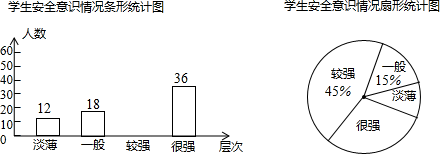 学生安全意识情况条形统计图
人数
60
50
40
30
20
10
0
12
18
36
淡薄 一般 较强 很强 层次
学生安全意识情况扇形统计图
较强
45%
一般
15%
淡薄
很强